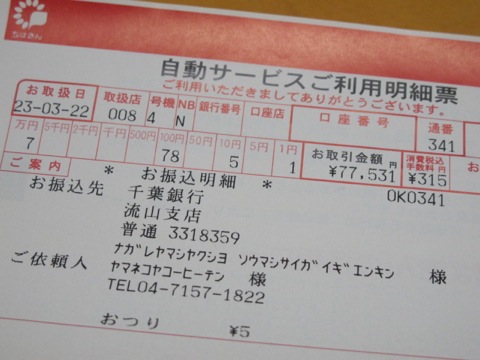 ちばぎん
自動サービスご利用明細票
ご利用いただきましてありがとうございます。
お取扱日 取扱店 号機 NB 銀行番号 口座店 口座番号 通番
23-03-22 008 4 N 341
万円 5千円 2千円 千円 500円 100円 50円 10円 5円 1円 お取引金額 円 消費税込 手数料 円
7 78 5 1 ¥77,531 ¥315
ご案内 * お振込明細 * OK0341
お振込先 千葉銀行
流山支店
普通 3318359
ﾅｶﾞﾚﾔﾏｼﾔｸｼﾖ ｿｳﾏｼｻｲｶﾞｲｷﾞｴﾝｷﾝ 様
ご依頼人 ﾔﾏﾈｺﾔｺｰﾋｰﾃﾝ 様
TEL04-7157-1822
おつり ¥5